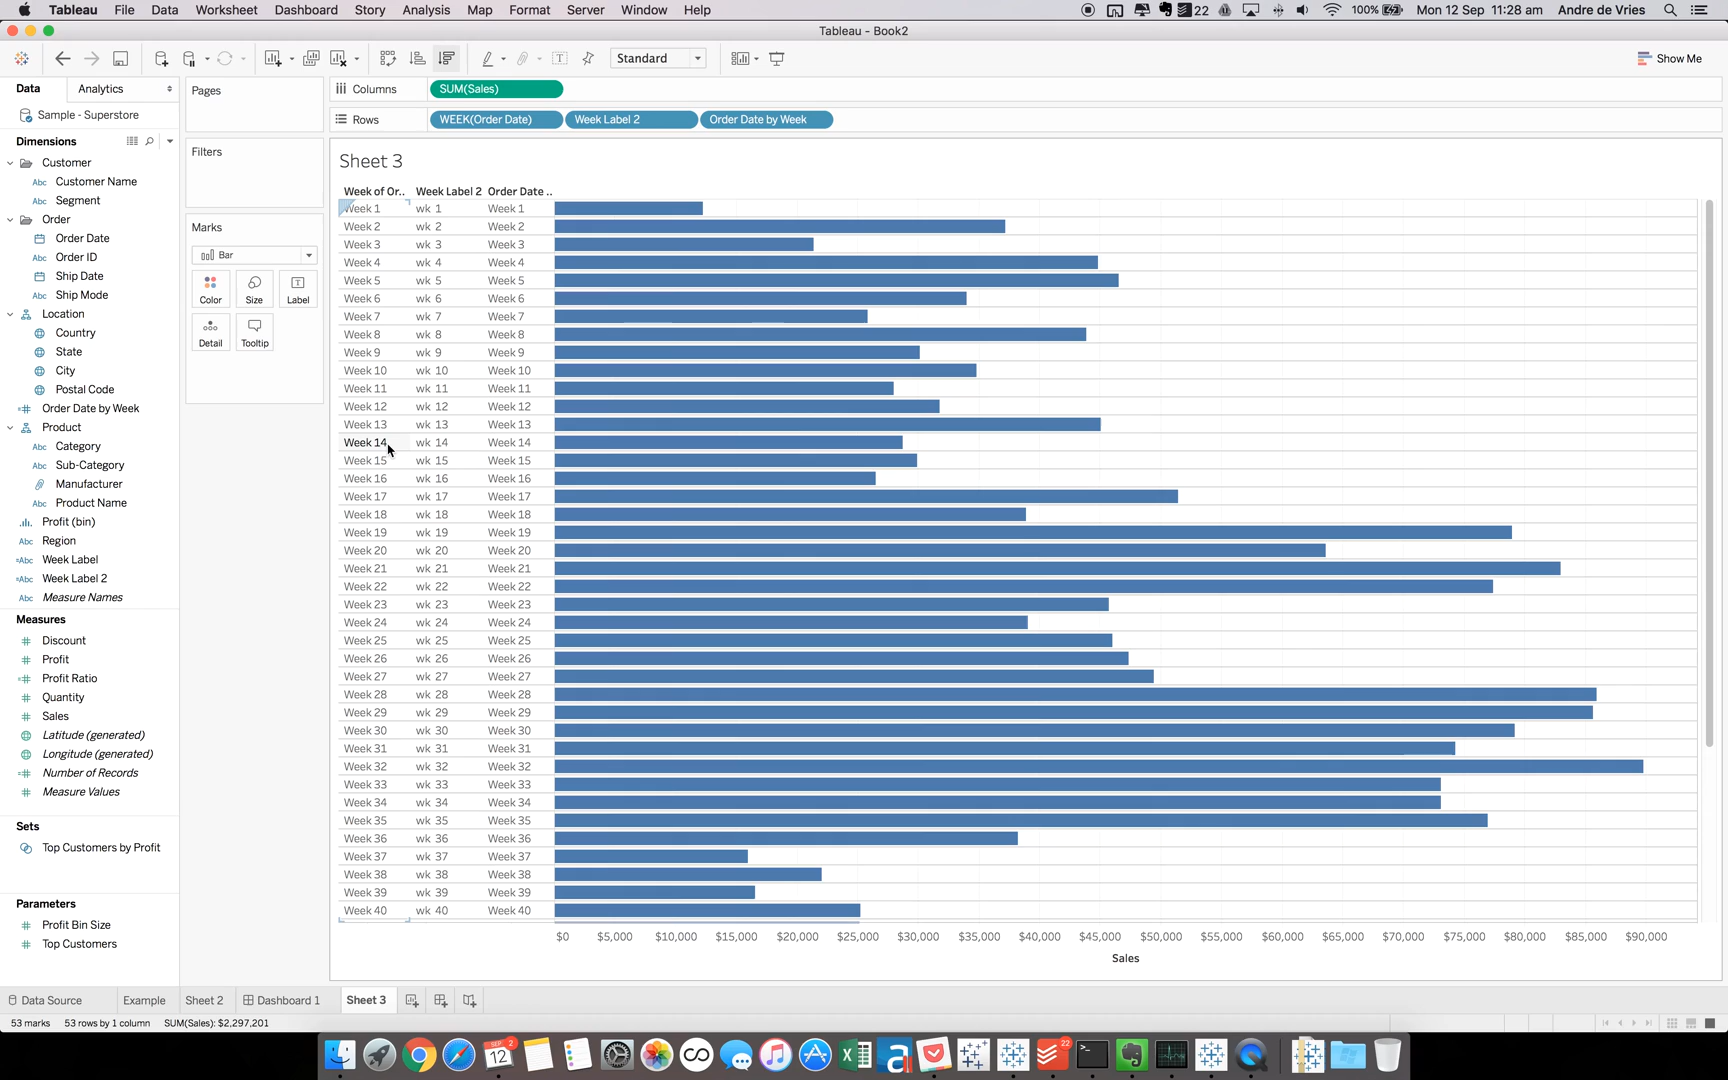 Tableau File Data Worksheet Dashboard Story Analysis Map Format Server Window Help 22 100% Mon 12 Sep 11:28 am Andre de Vries
Tableau - Book2
Standard Show Me
Data Analytics
Sample - Superstore
Dimensions
Customer
Abc Customer Name
Abc Segment
Order
Order Date
Abc Order ID
Ship Date
Abc Ship Mode
Location
Country
State
City
Postal Code
Order Date by Week
Product
Abc Category
Abc Sub-Category
Manufacturer
Abc Product Name
Profit (bin)
Abc Region
=Abc Week Label
=Abc Week Label 2
Abc Measure Names
Measures
Discount
Profit
Profit Ratio
Quantity
Sales
Latitude (generated)
Longitude (generated)
Number of Records
Measure Values
Sets
Top Customers by Profit
Parameters
Profit Bin Size
Top Customers
Pages
Filters
Marks
Bar
Color Size Label
Detail Tooltip
Columns SUM(Sales)
Rows WEEK(Order Date) Week Label 2 Order Date by Week
Sheet 3
Week of Or.. Week Label 2 Order Date ..
Week 1 wk 1 Week 1
Week 2 wk 2 Week 2
Week 3 wk 3 Week 3
Week 4 wk 4 Week 4
Week 5 wk 5 Week 5
Week 6 wk 6 Week 6
Week 7 wk 7 Week 7
Week 8 wk 8 Week 8
Week 9 wk 9 Week 9
Week 10 wk 10 Week 10
Week 11 wk 11 Week 11
Week 12 wk 12 Week 12
Week 13 wk 13 Week 13
Week 14 wk 14 Week 14
Week 15 wk 15 Week 15
Week 16 wk 16 Week 16
Week 17 wk 17 Week 17
Week 18 wk 18 Week 18
Week 19 wk 19 Week 19
Week 20 wk 20 Week 20
Week 21 wk 21 Week 21
Week 22 wk 22 Week 22
Week 23 wk 23 Week 23
Week 24 wk 24 Week 24
Week 25 wk 25 Week 25
Week 26 wk 26 Week 26
Week 27 wk 27 Week 27
Week 28 wk 28 Week 28
Week 29 wk 29 Week 29
Week 30 wk 30 Week 30
Week 31 wk 31 Week 31
Week 32 wk 32 Week 32
Week 33 wk 33 Week 33
Week 34 wk 34 Week 34
Week 35 wk 35 Week 35
Week 36 wk 36 Week 36
Week 37 wk 37 Week 37
Week 38 wk 38 Week 38
Week 39 wk 39 Week 39
Week 40 wk 40 Week 40
$0 $5,000 $10,000 $15,000 $20,000 $25,000 $30,000 $35,000 $40,000 $45,000 $50,000 $55,000 $60,000 $65,000 $70,000 $75,000 $80,000 $85,000 $90,000
Sales
Data Source Example Sheet 2 Dashboard 1 Sheet 3
53 marks 53 rows by 1 column SUM(Sales): $2,297,201
SEP 12 2 22